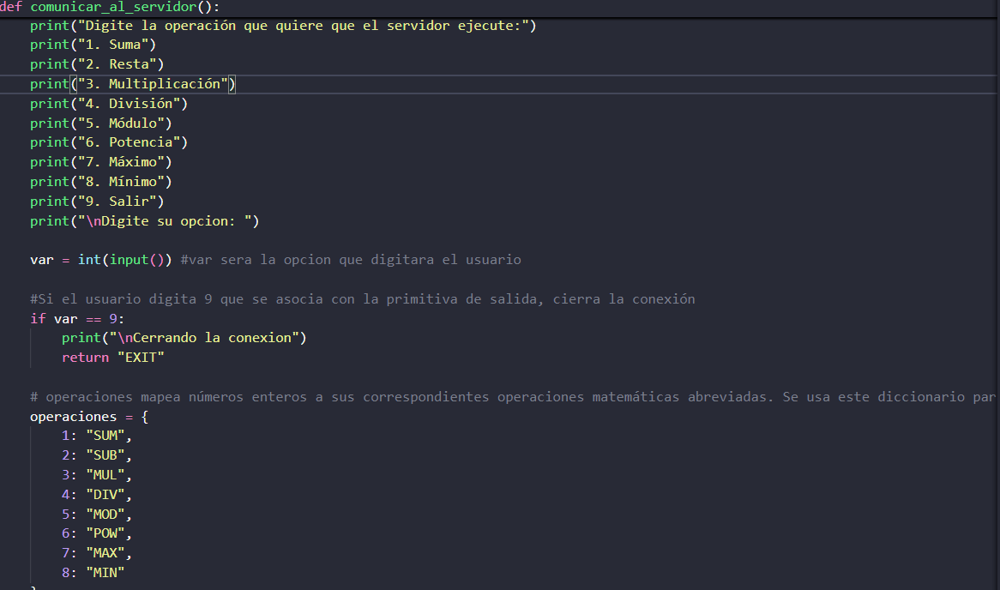 def comunicar_al_servidor():
    print("Digite la operación que quiere que el servidor ejecute:")
    print("1. Suma")
    print("2. Resta")
    print("3. Multiplicación")
    print("4. División")
    print("5. Módulo")
    print("6. Potencia")
    print("7. Máximo")
    print("8. Mínimo")
    print("9. Salir")
    print("\nDigite su opcion: ")

    var = int(input()) #var sera la opcion que digitara el usuario

    #Si el usuario digita 9 que se asocia con la primitiva de salida, cierra la conexión
    if var == 9:
        print("\nCerrando la conexion")
        return "EXIT"

    # operaciones mapea números enteros a sus correspondientes operaciones matemáticas abreviadas. Se usa este diccionario par
    operaciones = {
        1: "SUM",
        2: "SUB",
        3: "MUL",
        4: "DIV",
        5: "MOD",
        6: "POW",
        7: "MAX",
        8: "MIN"
    }